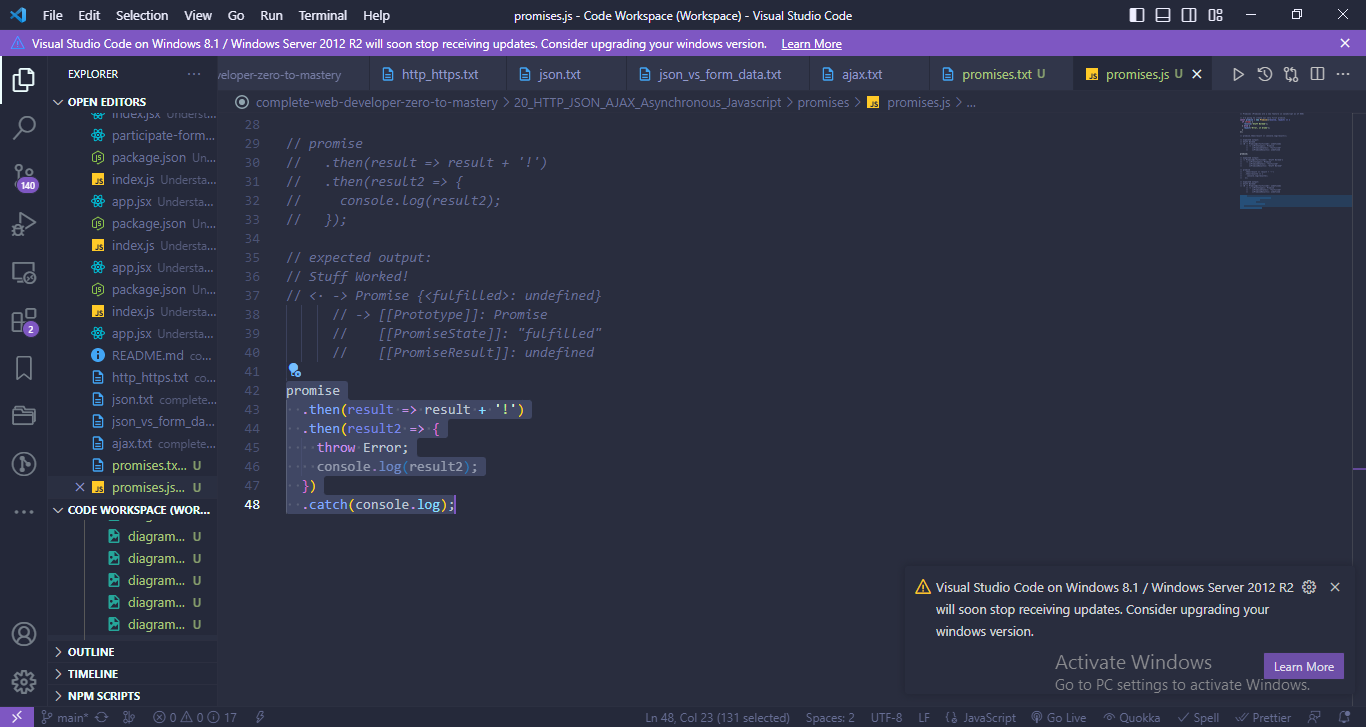 File Edit Selection View Go Run Terminal Help
promises.js - Code Workspace (Workspace) - Visual Studio Code
Visual Studio Code on Windows 8.1 / Windows Server 2012 R2 will soon stop receiving updates. Consider upgrading your windows version. Learn More
EXPLORER
veloper-zero-to-mastery
http_https.txt
json.txt
json_vs_form_data.txt
ajax.txt
promises.txt U
promises.js U
complete-web-developer-zero-to-mastery > 20_HTTP_JSON_AJAX_Asynchronous_Javascript > promises > JS promises.js > ...
OPEN EDITORS
index.jsx Understa...
participate-form...
package.json Un...
JS index.js Understa...
app.jsx Understa...
package.json Un...
JS index.js Understa...
app.jsx Understa...
package.json Un...
JS index.js Understa...
app.jsx Understa...
README.md co...
http_https.txt co...
json.txt complete...
json_vs_form_da...
ajax.txt complete...
promises.tx... U
JS promises.js... U
CODE WORKSPACE (WOR...
diagram... U
diagram... U
diagram... U
diagram... U
diagram... U
OUTLINE
TIMELINE
NPM SCRIPTS
140
2
28
29 // promise
30 //   .then(result => result + '!')
31 //   .then(result2 => {
32 //     console.log(result2);
33 //   });
34
35 // expected output:
36 // Stuff Worked!
37 // <· -> Promise {<fulfilled>: undefined}
38       // -> [[Prototype]]: Promise
39       //    [[PromiseState]]: "fulfilled"
40       //    [[PromiseResult]]: undefined
41
42 promise
43   .then(result => result + '!')
44   .then(result2 => {
45     throw Error;
46     console.log(result2);
47   })
48   .catch(console.log);
Visual Studio Code on Windows 8.1 / Windows Server 2012 R2
will soon stop receiving updates. Consider upgrading your
windows version.
Learn More
Activate Windows
Go to PC settings to activate Windows.
main* 0 0 17
Ln 48, Col 23 (131 selected) Spaces: 2 UTF-8 LF {} JavaScript Go Live Quokka Spell Prettier